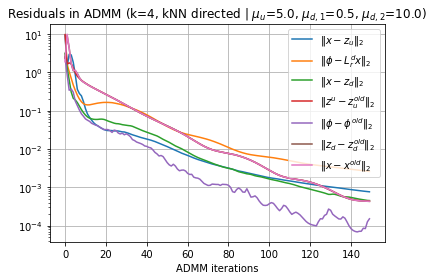 Residuals in ADMM (k=4, kNN directed | μ_u=5.0, μ_{d,1}=0.5, μ_{d,2}=10.0)
10^1
10^0
10^{-1}
10^{-2}
10^{-3}
10^{-4}
‖x − z_u‖_2
‖ϕ − L_r^d x‖_2
‖x − z_d‖_2
‖z^u − z_u^{old}‖_2
‖ϕ − ϕ^{old}‖_2
‖z_d − z_d^{old}‖_2
‖x − x^{old}‖_2
0 20 40 60 80 100 120 140
ADMM iterations